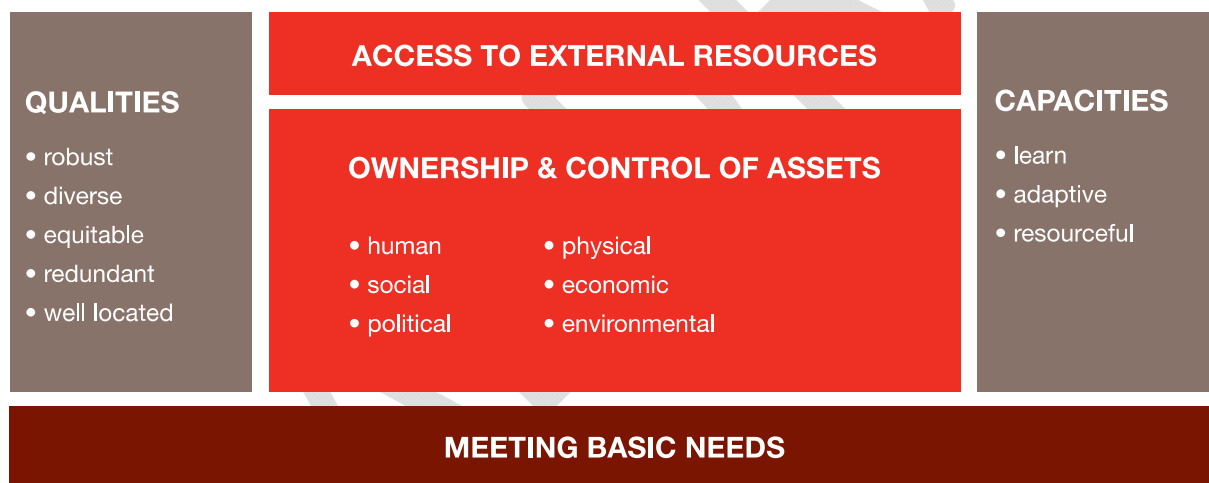 QUALITIES
• robust
• diverse
• equitable
• redundant
• well located
ACCESS TO EXTERNAL RESOURCES
OWNERSHIP & CONTROL OF ASSETS
• human
• social
• political
• physical
• economic
• environmental
CAPACITIES
• learn
• adaptive
• resourceful
MEETING BASIC NEEDS